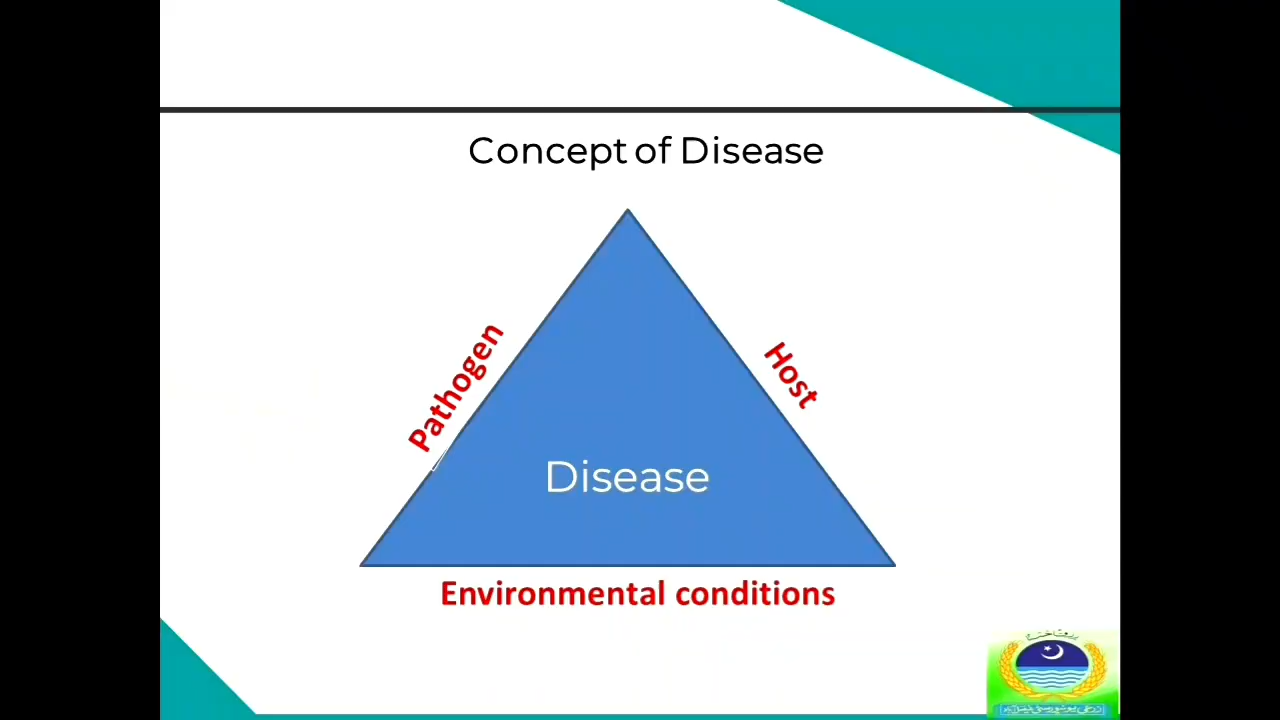 Concept of Disease
Pathogen
Host
Disease
Environmental conditions